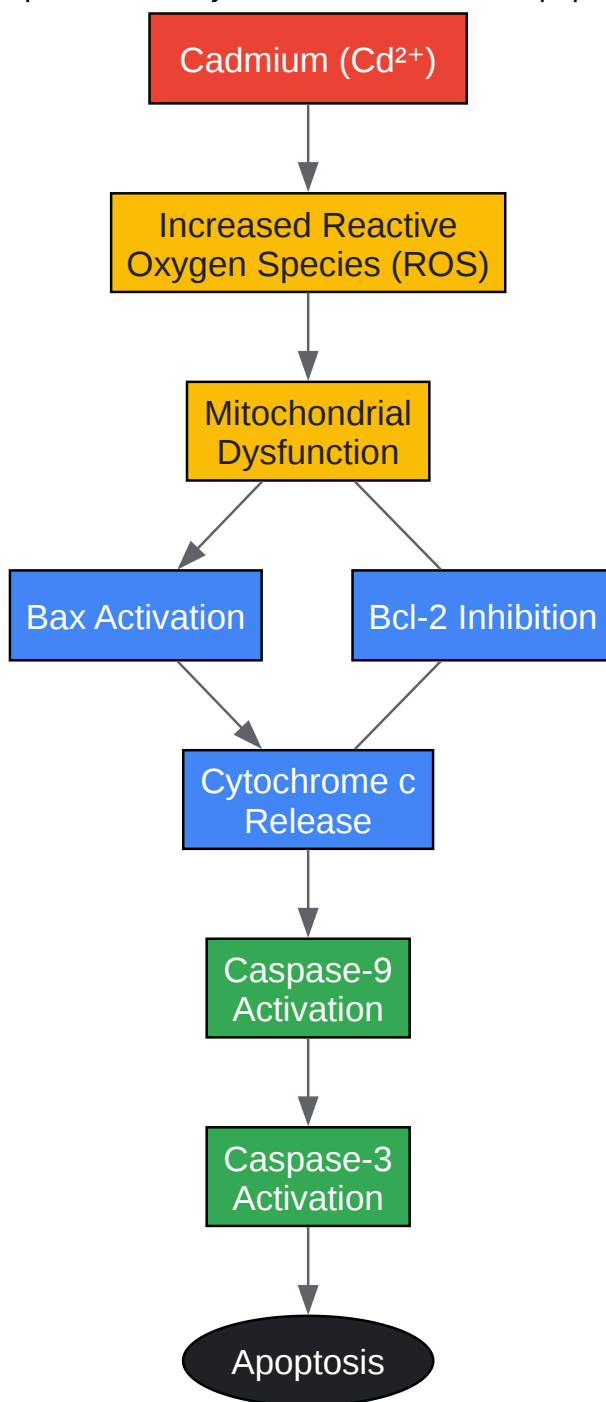 Cadmium (Cd²⁺)
Increased Reactive
Oxygen Species (ROS)
Mitochondrial
Dysfunction
Bax Activation
Bcl-2 Inhibition
Cytochrome c
Release
Caspase-9
Activation
Caspase-3
Activation
Apoptosis